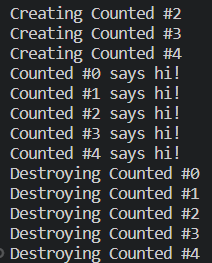 Creating Counted #2
Creating Counted #3
Creating Counted #4
Counted #0 says hi!
Counted #1 says hi!
Counted #2 says hi!
Counted #3 says hi!
Counted #4 says hi!
Destroying Counted #0
Destroying Counted #1
Destroying Counted #2
Destroying Counted #3
Destroying Counted #4